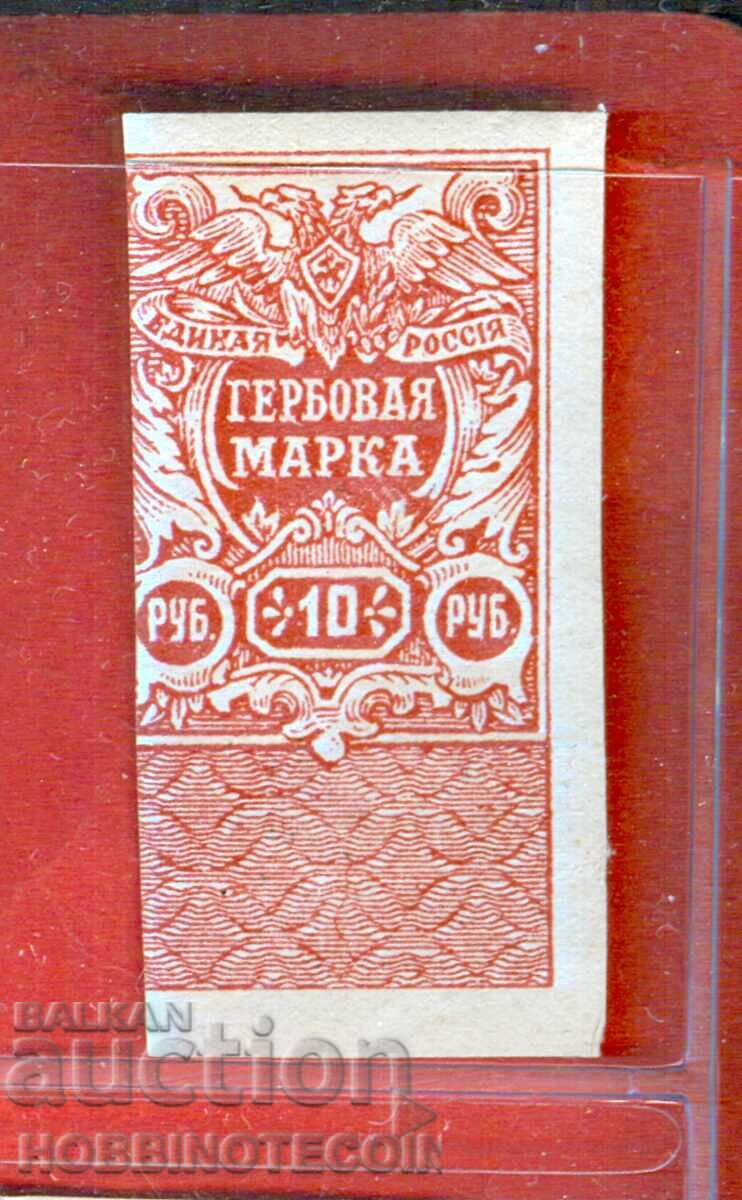 ЕДИНАЯ РОССІЯ
ГЕРБОВАЯ
МАРКА
РУБ. 10 РУБ.
BALKAN
auction
HOBBINOTECOIN